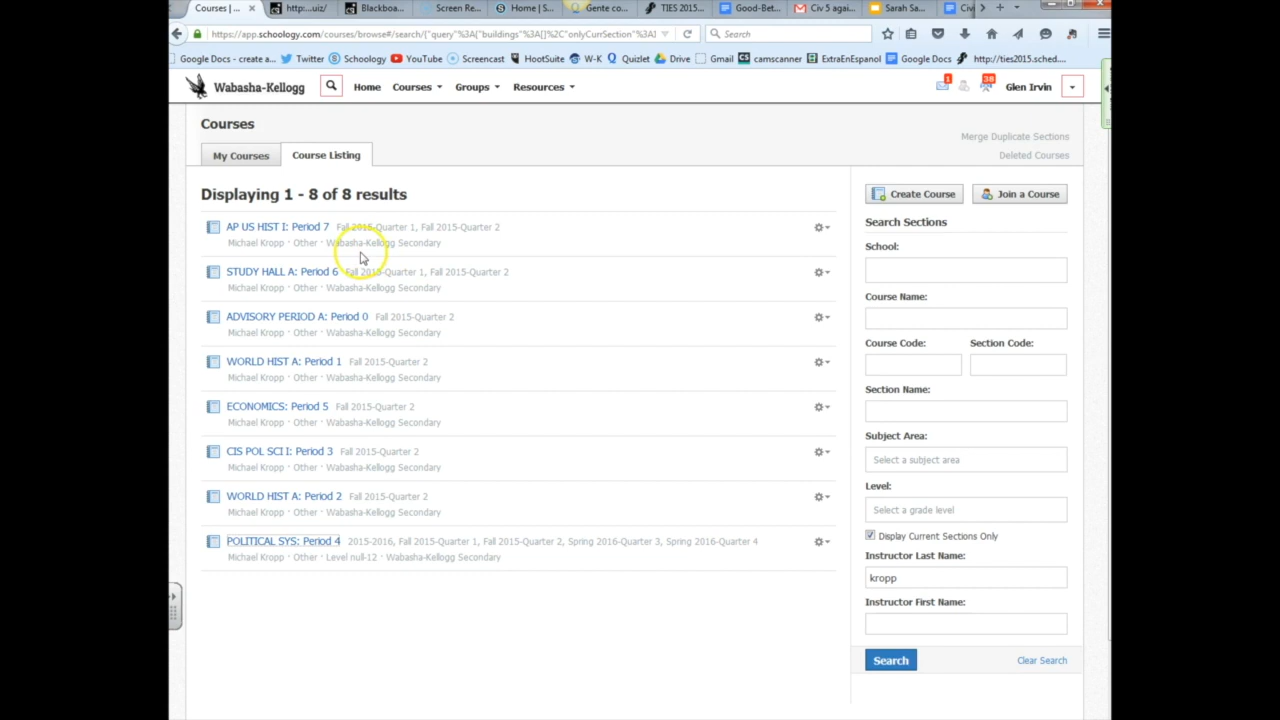 Courses | ...
http:...uiz/
Blackboa...
Screen Re...
Home | S...
Gente co...
TIES 2015...
Good-Bet...
Civ 5 agai...
Sarah Sa...
Civ
https://app.schoology.com/courses/browse#/search/{"query"%3A{"buildings"%3A[]%2C"onlyCurrSection"%3A
Search
Google Docs - create a...
Twitter
Schoology
YouTube
Screencast
HootSuite
W-K
Quizlet
Drive
Gmail
camscanner
ExtraEnEspanol
Google Docs
http://ties2015.sched....
Wabasha-Kellogg
Home
Courses
Groups
Resources
1
38
Glen Irvin
Courses
Merge Duplicate Sections
Deleted Courses
My Courses
Course Listing
Displaying 1 - 8 of 8 results
AP US HIST I: Period 7 Fall 2015-Quarter 1, Fall 2015-Quarter 2
Michael Kropp · Other · Wabasha-Kellogg Secondary
STUDY HALL A: Period 6 Fall 2015-Quarter 1, Fall 2015-Quarter 2
Michael Kropp · Other · Wabasha-Kellogg Secondary
ADVISORY PERIOD A: Period 0 Fall 2015-Quarter 2
Michael Kropp · Other · Wabasha-Kellogg Secondary
WORLD HIST A: Period 1 Fall 2015-Quarter 2
Michael Kropp · Other · Wabasha-Kellogg Secondary
ECONOMICS: Period 5 Fall 2015-Quarter 2
Michael Kropp · Other · Wabasha-Kellogg Secondary
CIS POL SCI I: Period 3 Fall 2015-Quarter 2
Michael Kropp · Other · Wabasha-Kellogg Secondary
WORLD HIST A: Period 2 Fall 2015-Quarter 2
Michael Kropp · Other · Wabasha-Kellogg Secondary
POLITICAL SYS: Period 4 2015-2016, Fall 2015-Quarter 1, Fall 2015-Quarter 2, Spring 2016-Quarter 3, Spring 2016-Quarter 4
Michael Kropp · Other · Level null-12 · Wabasha-Kellogg Secondary
Create Course
Join a Course
Search Sections
School:
Course Name:
Course Code:
Section Code:
Section Name:
Subject Area:
Select a subject area
Level:
Select a grade level
Display Current Sections Only
Instructor Last Name:
kropp
Instructor First Name:
Search
Clear Search